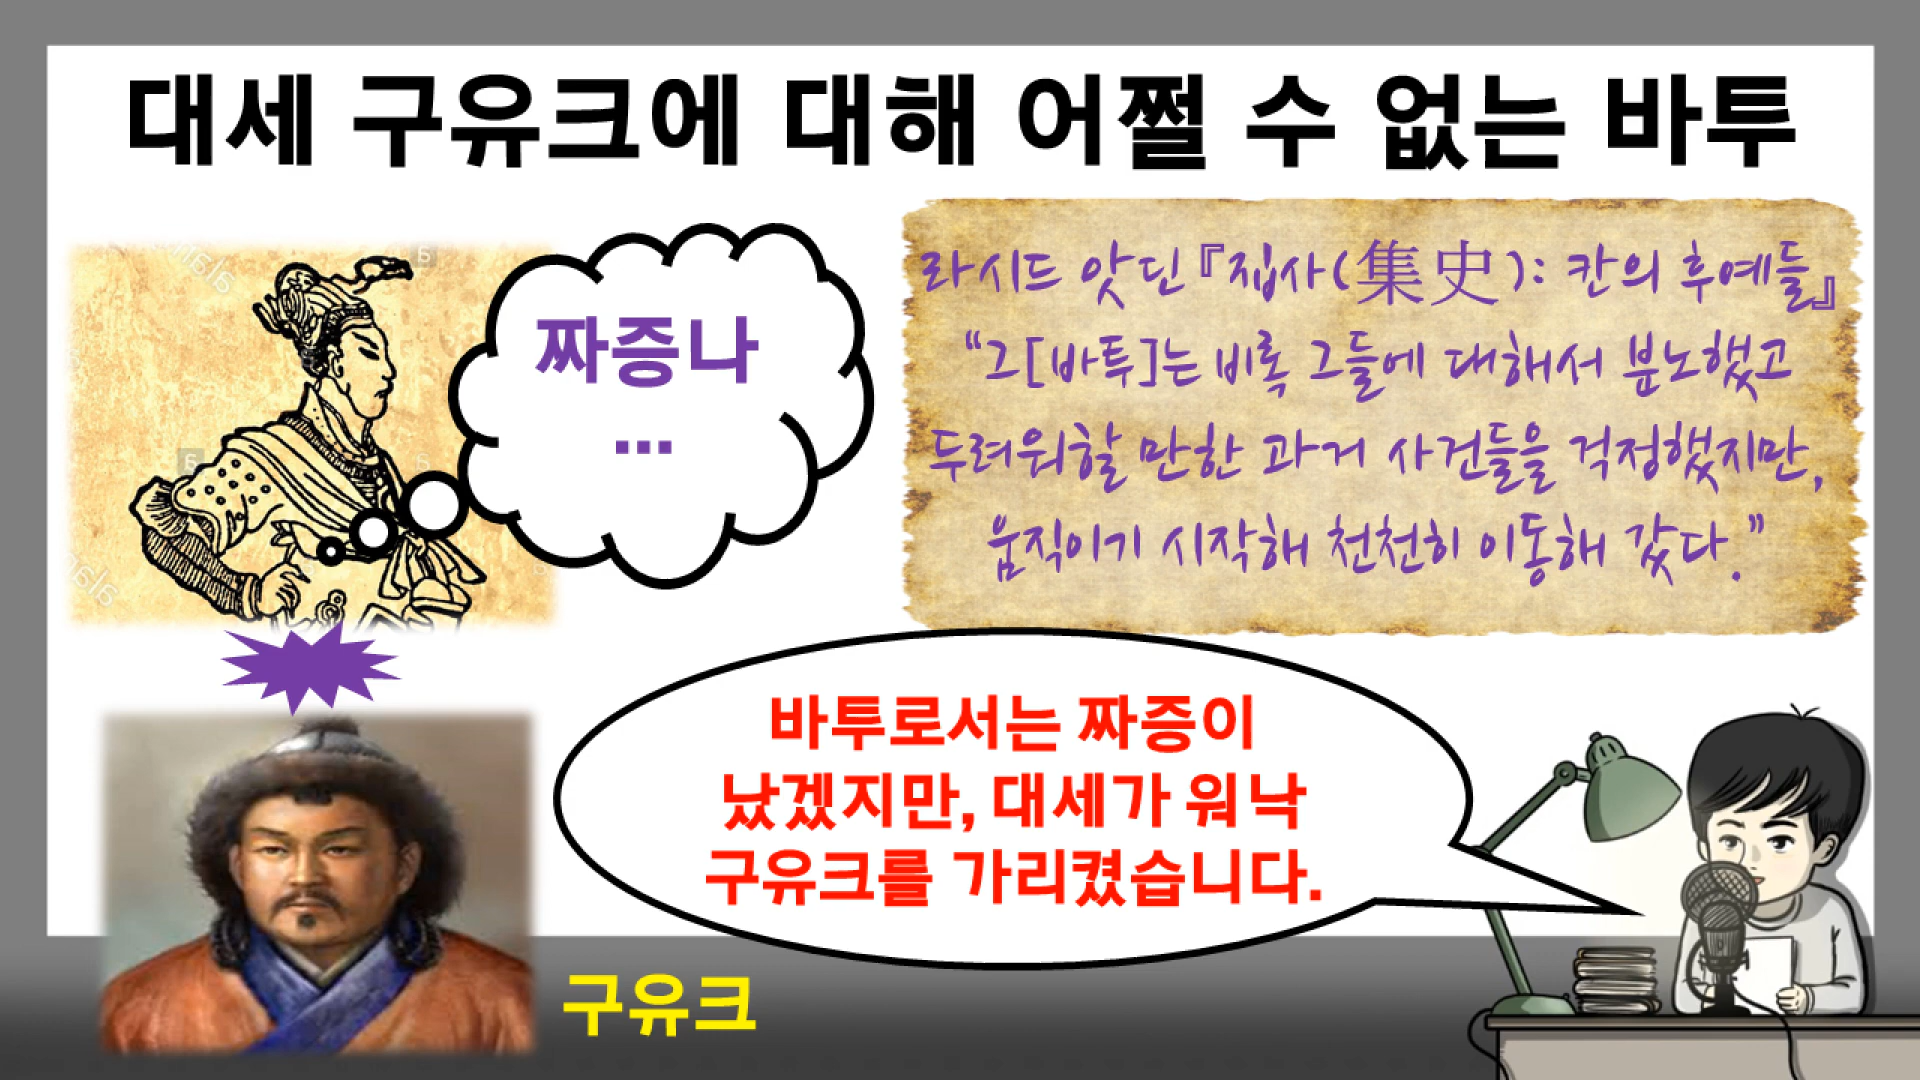 대세 구유크에 대해 어쩔 수 없는 바투
짜증나
...
라시드 앗딘『집사(集史): 칸의 후예들』
“그[바투]는 비록 그들에 대해서 분노했고
두려워할 만한 과거 사건들을 걱정했지만,
움직이기 시작해 천천히 이동해 갔다.”
바투로서는 짜증이
났겠지만, 대세가 워낙
구유크를 가리켰습니다.
구유크